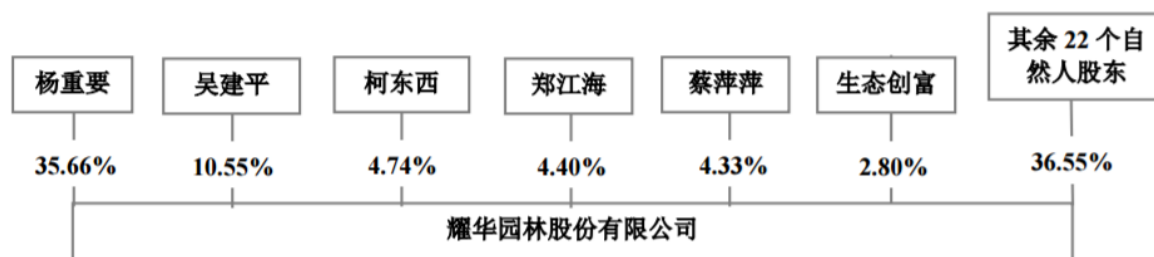 其余 22 个自
然人股东
杨重要 吴建平 柯东西 郑江海 蔡萍萍 生态创富
35.66% 10.55% 4.74% 4.40% 4.33% 2.80% 36.55%
耀华园林股份有限公司